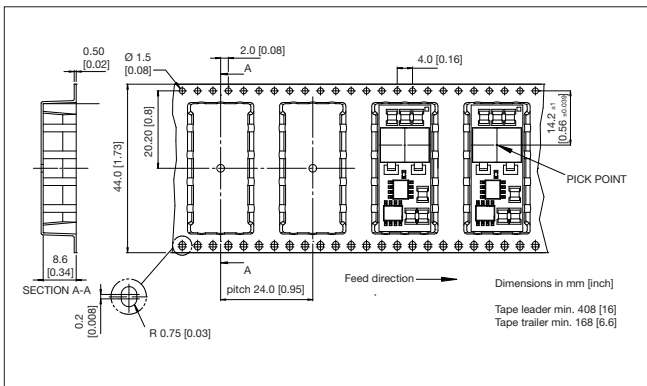 0.50
[0.02]
Ø 1.5
[0.08]
2.0 [0.08]
A
4.0 [0.16]
44.0 [1.73]
20.20 [0.8]
14.2 ±1
[0.56 ±0.039]
PICK POINT
8.6
[0.34]
SECTION A-A
A
pitch 24.0 [0.95]
Feed direction
0.2
[0.008]
R 0.75 [0.03]
Dimensions in mm [inch]
Tape leader min. 408 [16]
Tape trailer min. 168 [6.6]